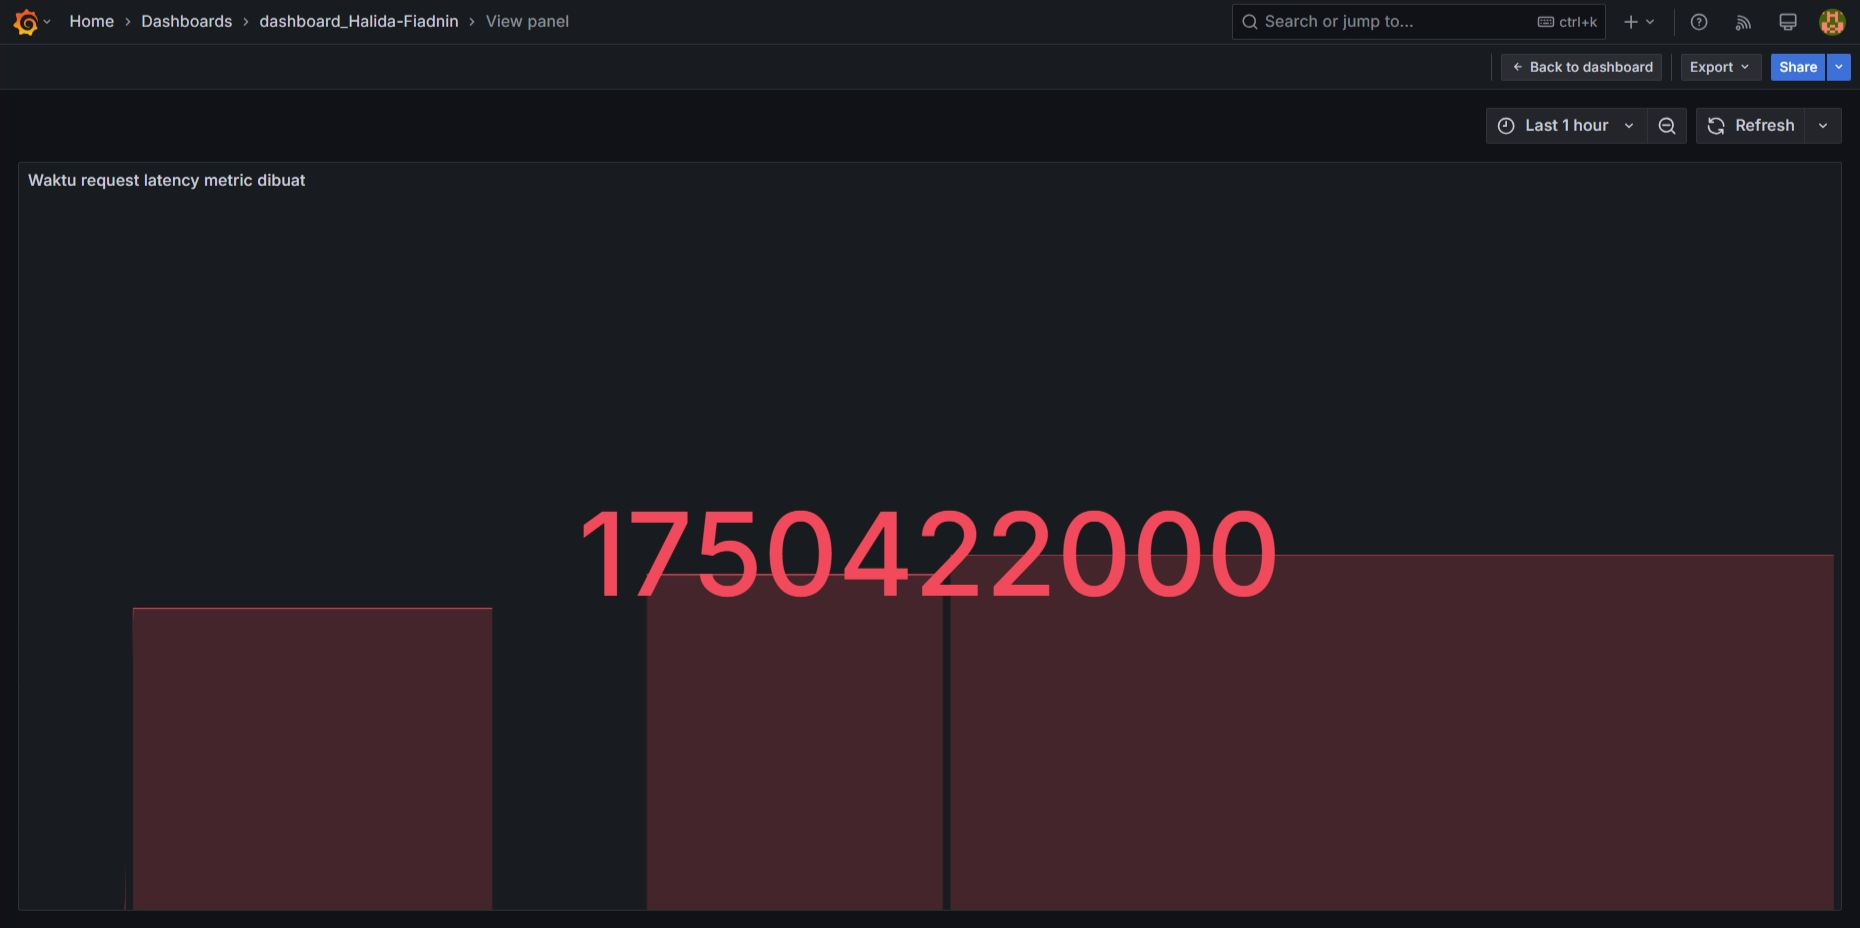 Home › Dashboards › dashboard_Halida-Fiadnin › View panel
Search or jump to... ctrl+k
Back to dashboard Export Share
Last 1 hour Refresh
Waktu request latency metric dibuat
1750422000